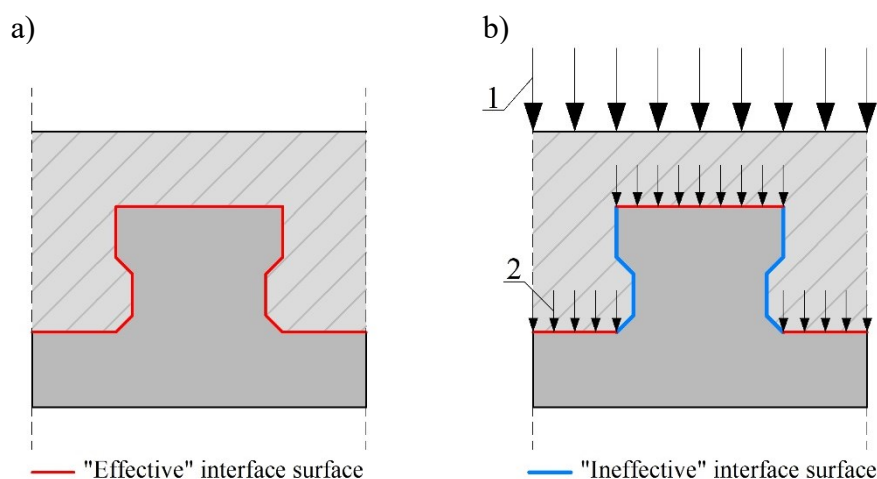 a)
b)
1
2
"Effective" interface surface
"Ineffective" interface surface